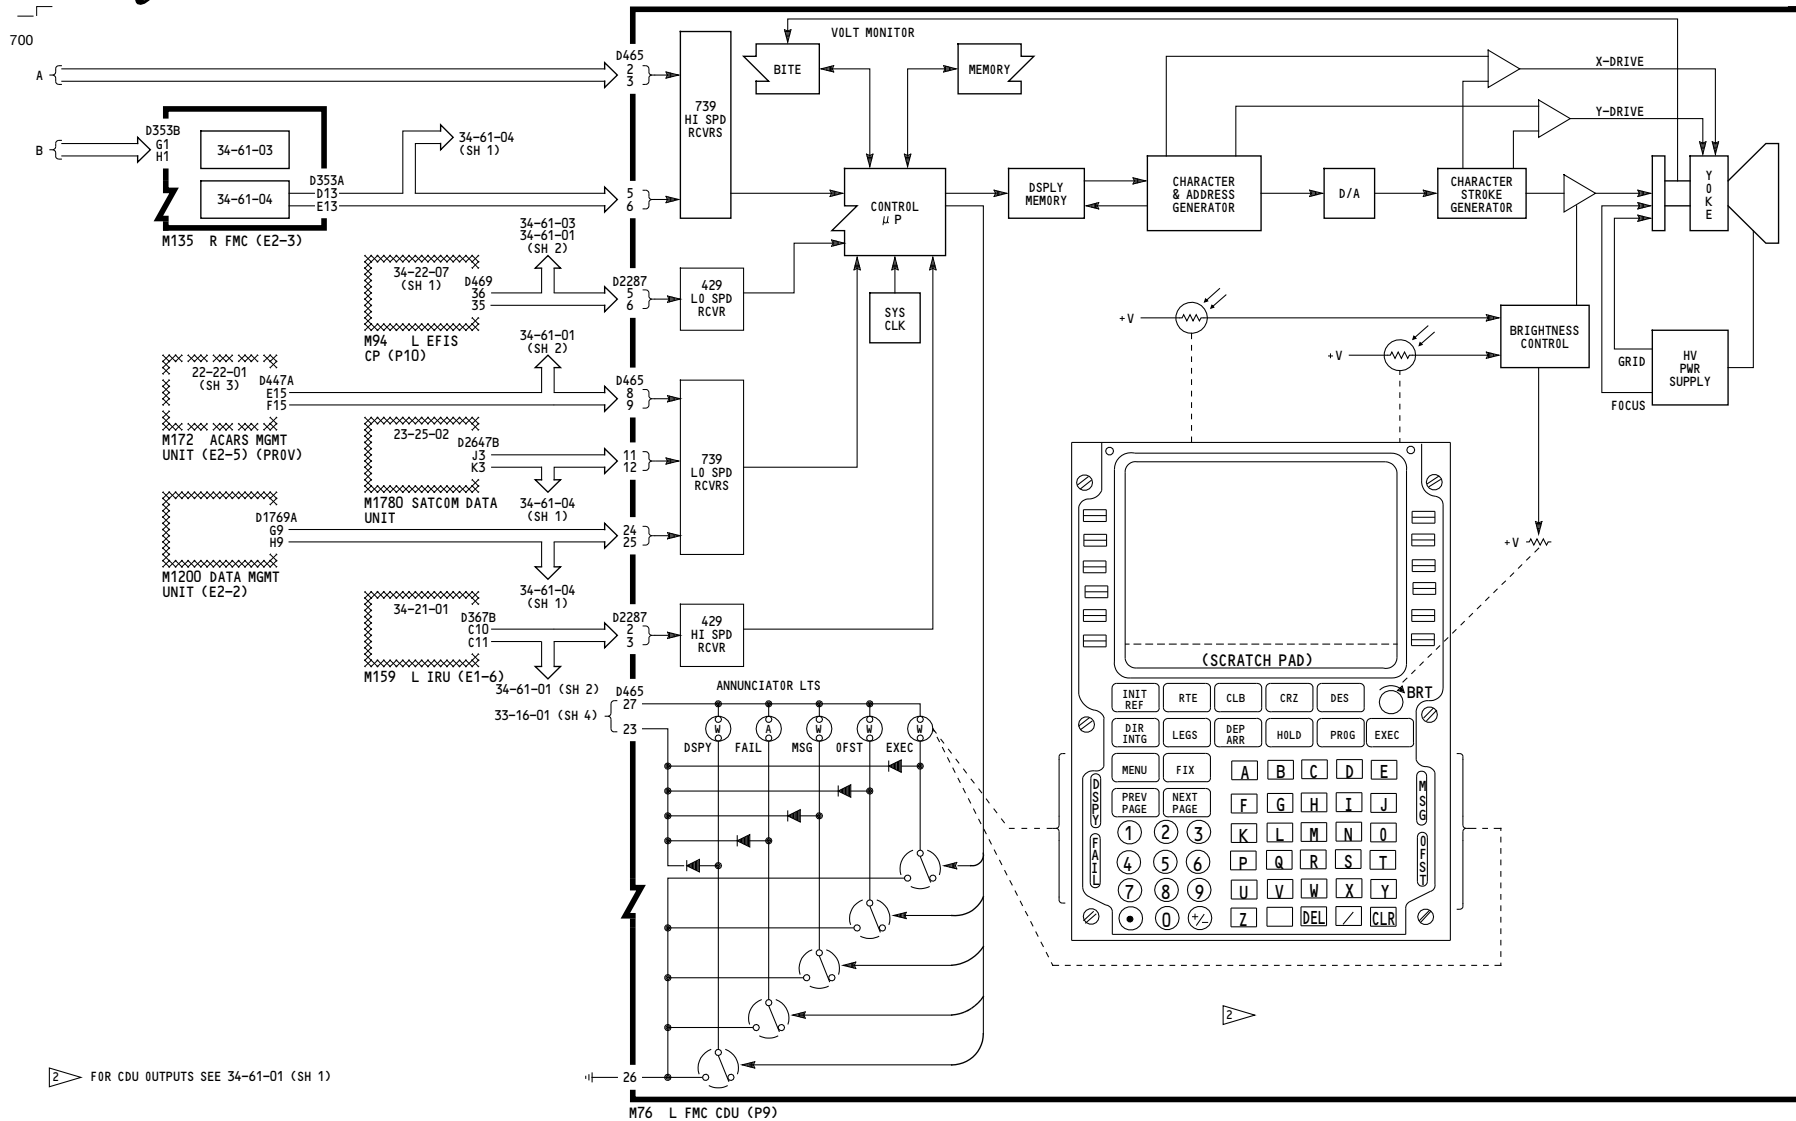 700
A
D465
2
3
B
D353B
G1
H1
34-61-03
34-61-04
D353A
D13
E13
M135 R FMC (E2-3)
34-61-04
(SH 1)
5
6
34-61-03
34-61-01
(SH 2)
34-22-07
(SH 1)
D469
36
35
M94 L EFIS
CP (P10)
D2287
5
6
34-61-01
(SH 2)
22-22-01
(SH 3)
D447A
E15
F15
M172 ACARS MGMT
UNIT (E2-5) (PROV)
D465
8
9
23-25-02
D2647B
J3
K3
M1780 SATCOM DATA
UNIT
11
12
34-61-04
(SH 1)
D1769A
G9
H9
M1200 DATA MGMT
UNIT (E2-2)
24
25
34-61-04
(SH 1)
34-21-01
D367B
C10
C11
M159 L IRU (E1-6)
D2287
2
3
34-61-01 (SH 2)
33-16-01 (SH 4)
D465
27
23
26
739
HI SPD
RCVRS
429
LO SPD
RCVR
739
LO SPD
RCVRS
429
HI SPD
RCVR
VOLT MONITOR
BITE
MEMORY
CONTROL
μ P
SYS
CLK
DSPLY
MEMORY
CHARACTER
& ADDRESS
GENERATOR
D/A
CHARACTER
STROKE
GENERATOR
X-DRIVE
Y-DRIVE
Y
O
K
E
+V
+V
BRIGHTNESS
CONTROL
GRID
FOCUS
HV
PWR
SUPPLY
+V
ANNUNCIATOR LTS
W
A
W
W
W
DSPY
FAIL
MSG
OFST
EXEC
(SCRATCH PAD)
INIT
REF
RTE
CLB
CRZ
DES
BRT
DIR
INTG
LEGS
DEP
ARR
HOLD
PROG
EXEC
MENU
FIX
A B C D E
PREV
PAGE
NEXT
PAGE
F G H I J
1 2 3
K L M N O
4 5 6
P Q R S T
7 8 9
U V W X Y
• 0 +/-
Z
DEL
/
CLR
DSPY
FAIL
MSG
OFST
2
2 FOR CDU OUTPUTS SEE 34-61-01 (SH 1)
M76 L FMC CDU (P9)